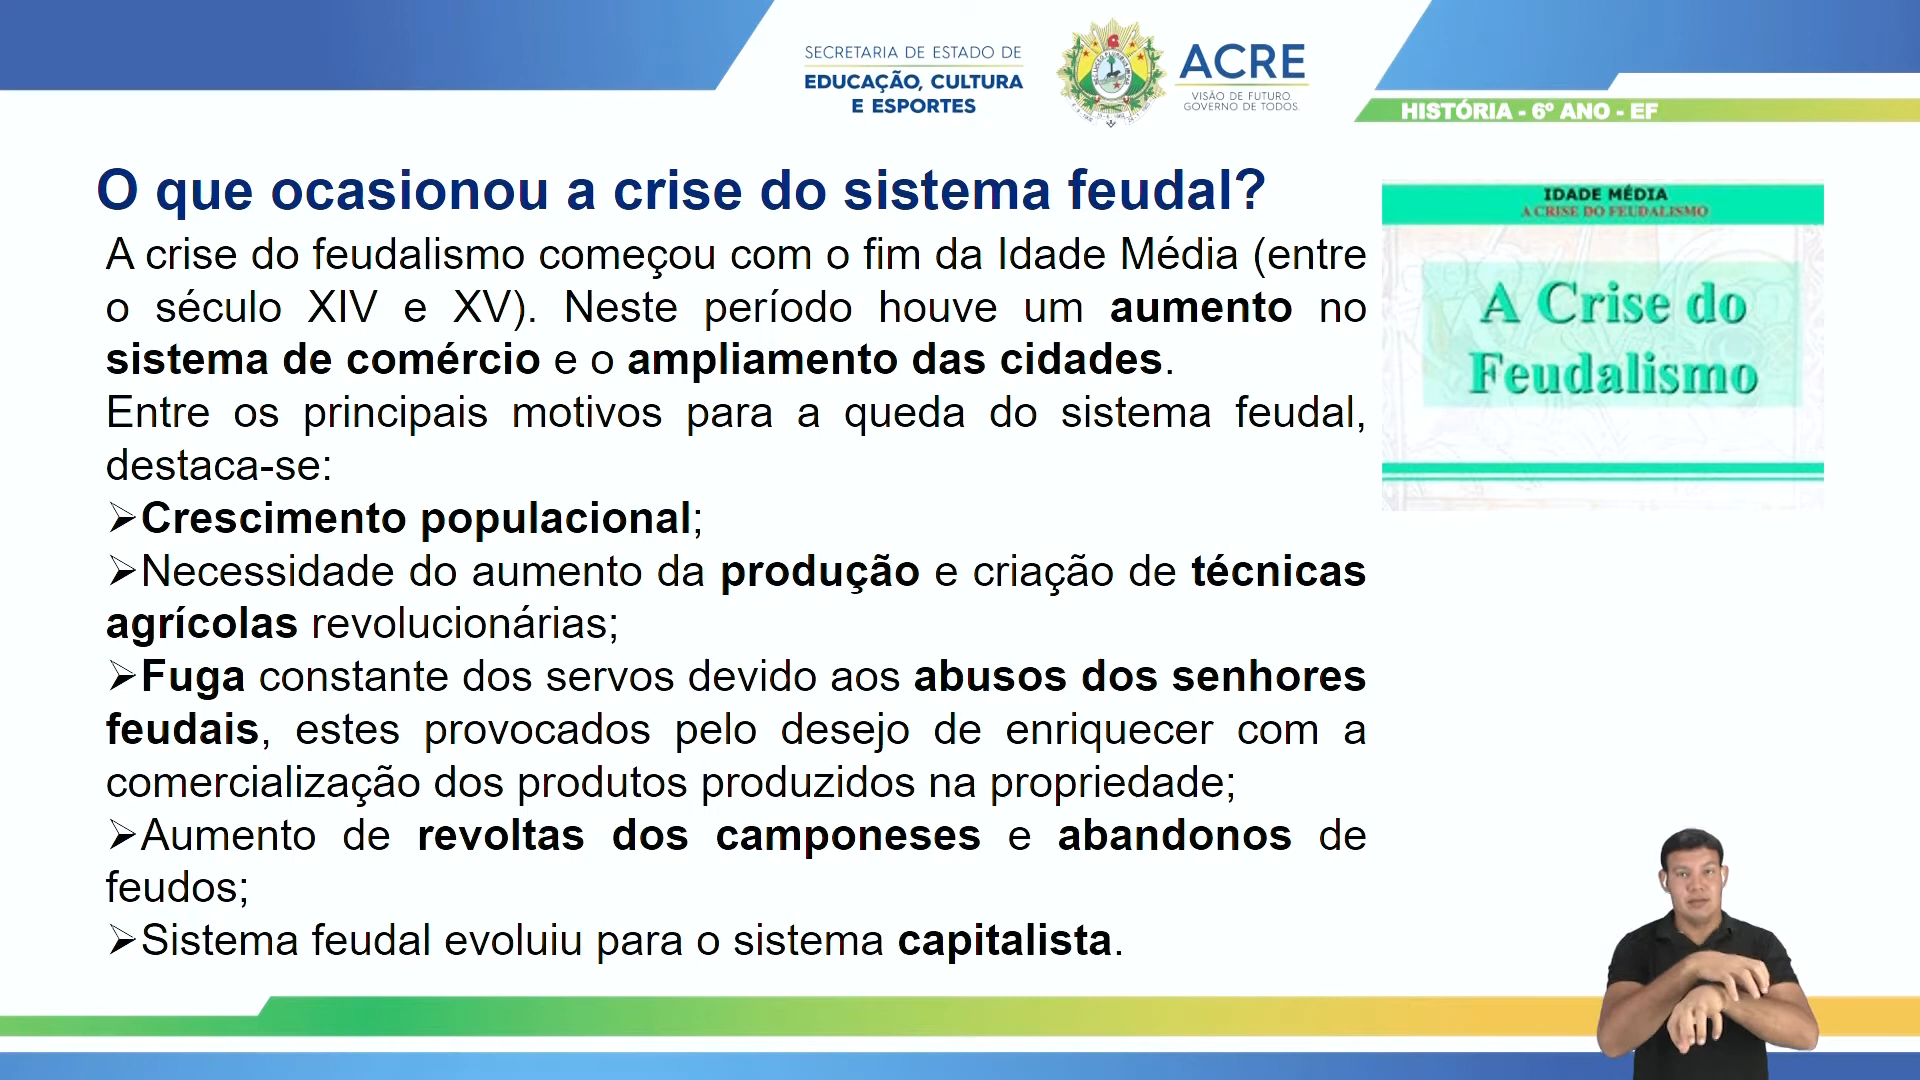 SECRETARIA DE ESTADO DE
EDUCAÇÃO, CULTURA
E ESPORTES
ACRE
VISÃO DE FUTURO.
GOVERNO DE TODOS.
HISTÓRIA - 6º ANO - EF
O que ocasionou a crise do sistema feudal?
A crise do feudalismo começou com o fim da Idade Média (entre
o século XIV e XV). Neste período houve um aumento no
sistema de comércio e o ampliamento das cidades.
Entre os principais motivos para a queda do sistema feudal,
destaca-se:
➢Crescimento populacional;
➢Necessidade do aumento da produção e criação de técnicas
agrícolas revolucionárias;
➢Fuga constante dos servos devido aos abusos dos senhores
feudais, estes provocados pelo desejo de enriquecer com a
comercialização dos produtos produzidos na propriedade;
➢Aumento de revoltas dos camponeses e abandonos de
feudos;
➢Sistema feudal evoluiu para o sistema capitalista.
IDADE MÉDIA
A CRISE DO FEUDALISMO
A Crise do
Feudalismo